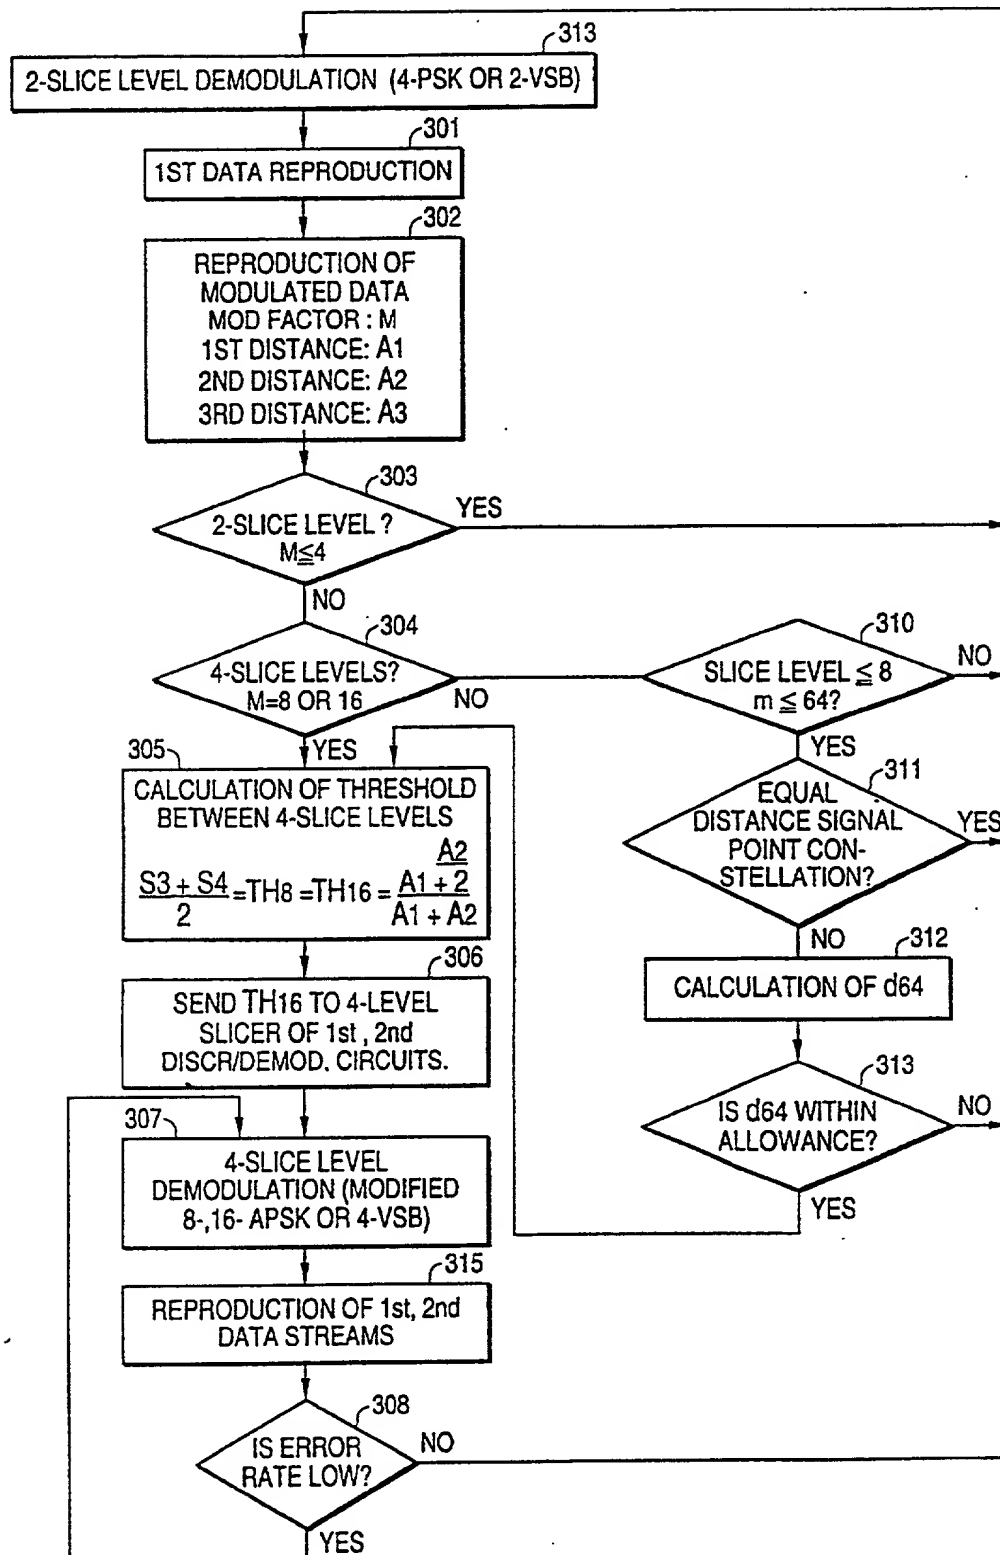 313
2-SLICE LEVEL DEMODULATION (4-PSK OR 2-VSB)
301
1ST DATA REPRODUCTION
302
REPRODUCTION OF
MODULATED DATA
MOD FACTOR : M
1ST DISTANCE: A1
2ND DISTANCE: A2
3RD DISTANCE: A3
303
2-SLICE LEVEL ?
M≦4
YES
NO
304
4-SLICE LEVELS?
M=8 OR 16
NO
YES
310
SLICE LEVEL ≦ 8
m ≦ 64?
NO
YES
305
CALCULATION OF THRESHOLD
BETWEEN 4-SLICE LEVELS
S3 + S4 / 2 =TH8 =TH16 = A1 + A2/2 / A1 + A2
311
EQUAL
DISTANCE SIGNAL
POINT CON-
STELLATION?
YES
NO
312
CALCULATION OF d64
306
SEND TH16 TO 4-LEVEL
SLICER OF 1st , 2nd
DISCR/DEMOD. CIRCUITS.
313
IS d64 WITHIN
ALLOWANCE?
NO
YES
307
4-SLICE LEVEL
DEMODULATION (MODIFIED
8-,16- APSK OR 4-VSB)
315
REPRODUCTION OF 1st, 2nd
DATA STREAMS
308
IS ERROR
RATE LOW?
NO
YES